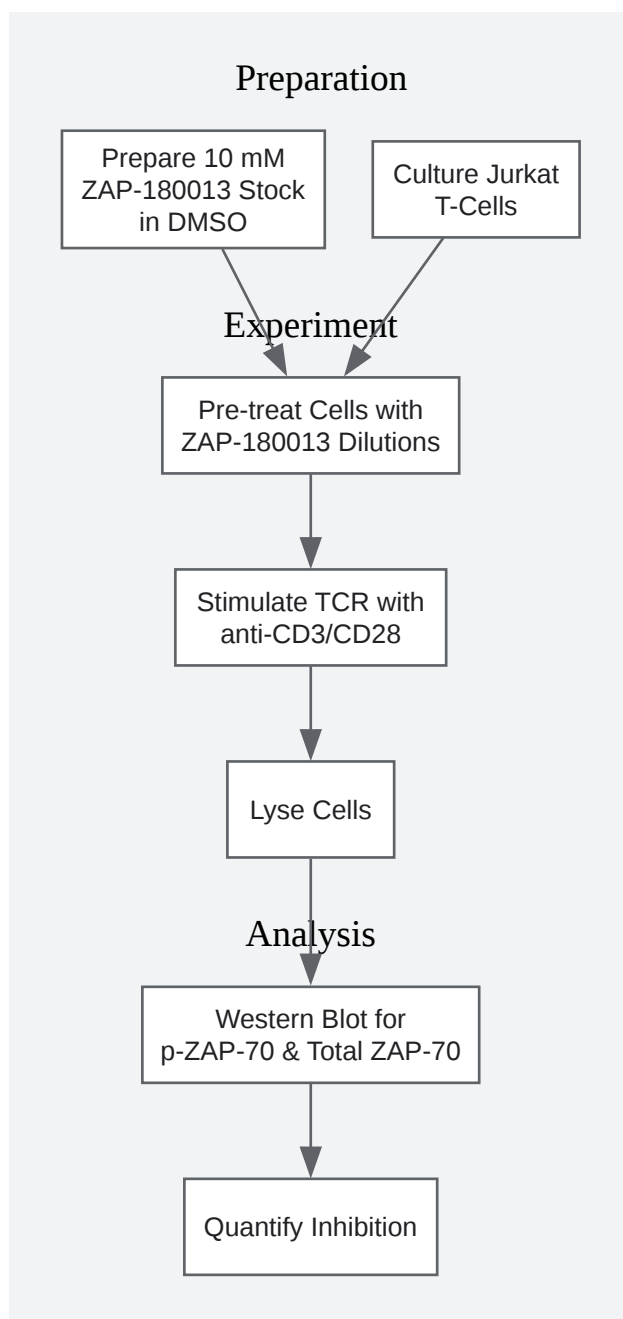 Preparation
Prepare 10 mM
ZAP-180013 Stock
in DMSO
Culture Jurkat
T-Cells
Experiment
Pre-treat Cells with
ZAP-180013 Dilutions
Stimulate TCR with
anti-CD3/CD28
Lyse Cells
Analysis
Western Blot for
p-ZAP-70 & Total ZAP-70
Quantify Inhibition